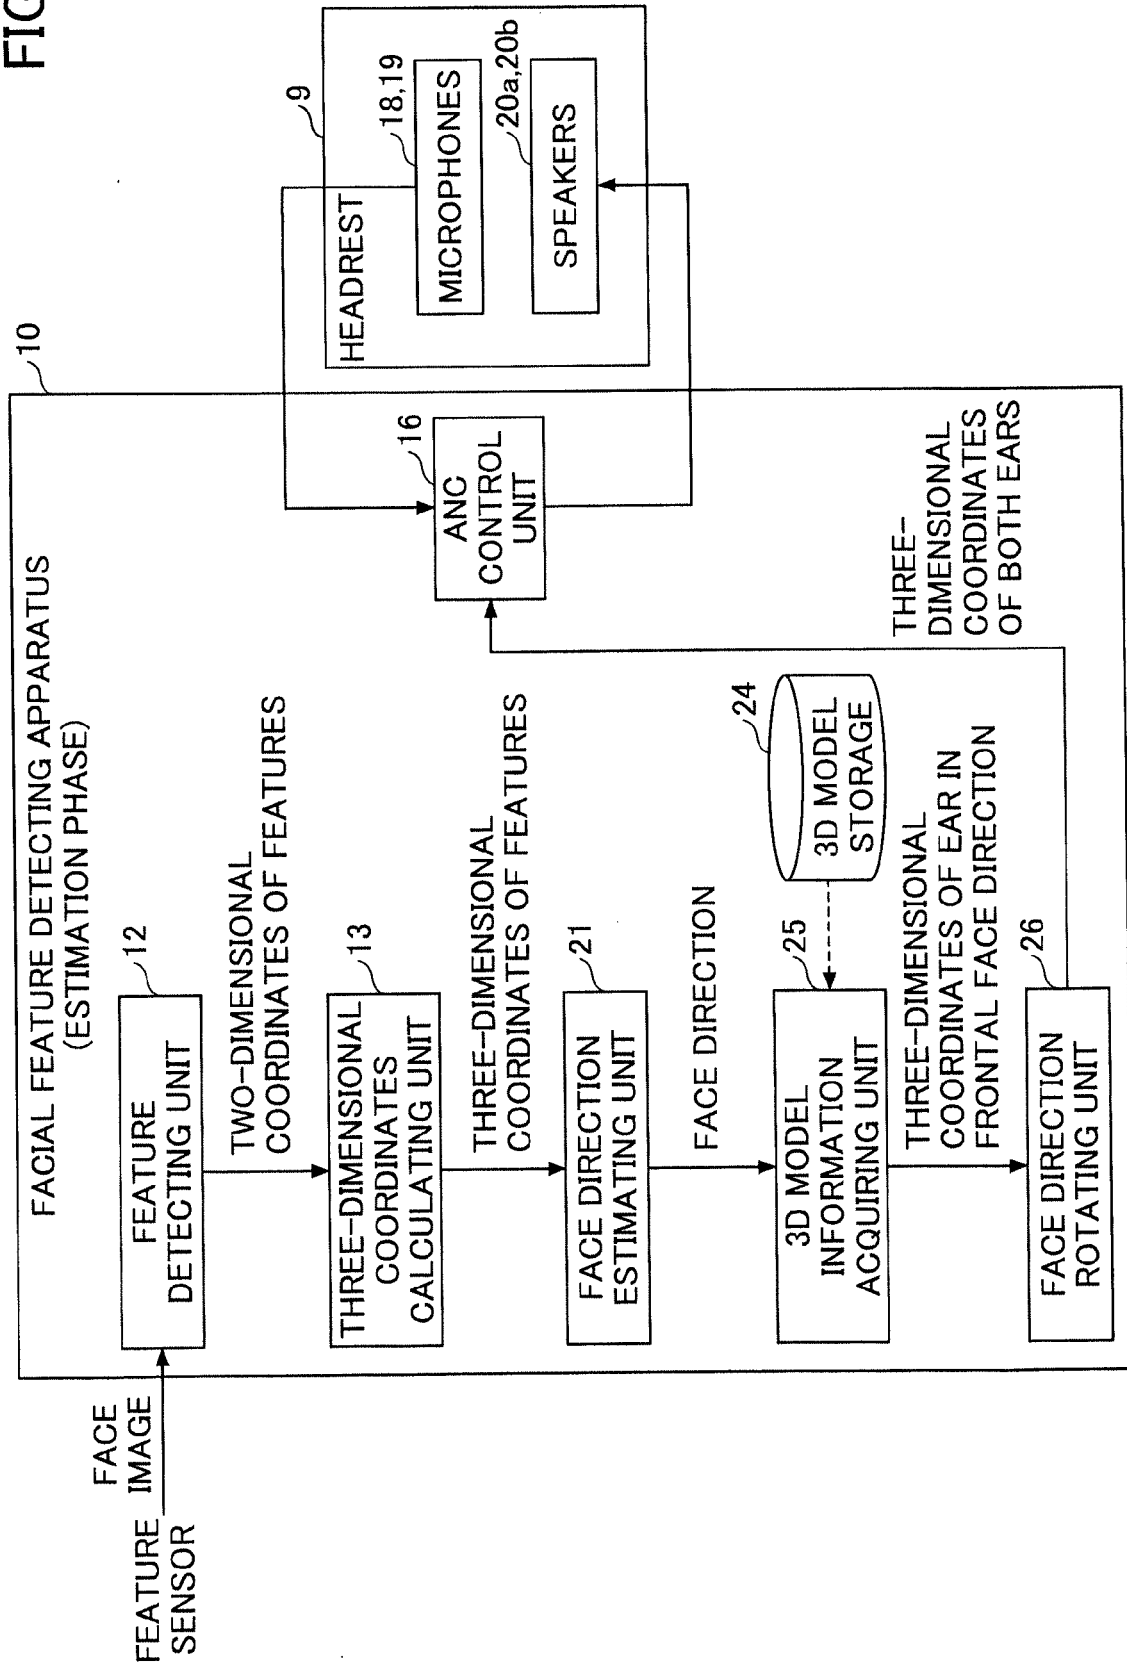 FIG
FACIAL FEATURE DETECTING APPARATUS
(ESTIMATION PHASE)
10
FEATURE
SENSOR
FACE
IMAGE
FEATURE
DETECTING UNIT
12
TWO-DIMENSIONAL
COORDINATES OF FEATURES
THREE-DIMENSIONAL
COORDINATES
CALCULATING UNIT
13
THREE-DIMENSIONAL
COORDINATES OF FEATURES
FACE DIRECTION
ESTIMATING UNIT
21
FACE DIRECTION
3D MODEL
INFORMATION
ACQUIRING UNIT
25
3D MODEL
STORAGE
24
THREE-DIMENSIONAL
COORDINATES OF EAR IN
FRONTAL FACE DIRECTION
FACE DIRECTION
ROTATING UNIT
26
THREE-
DIMENSIONAL
COORDINATES
OF BOTH EARS
ANC
CONTROL
UNIT
16
HEADREST
9
MICROPHONES
18,19
SPEAKERS
20a,20b